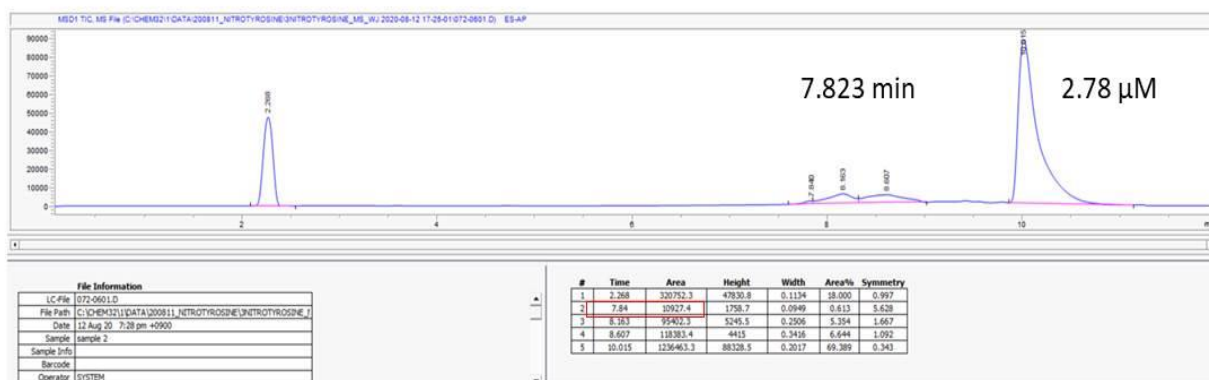 MSD1 TIC, MS File (C:\CHEM32\1\DATA\200811_NITROTYROSINE\3NITROTYROSINE_MS_WJ 2020-08-12 17-25-01\072-0601.D) ES-AP
90000
80000
70000
60000
50000
40000
30000
20000
10000
0
2.268
7.840
8.163
8.607
10.015
7.823 min
2.78 µM
2 4 6 8 10
File Information
LC-File 072-0601.D
File Path C:\CHEM32\1\DATA\200811_NITROTYROSINE\3NITROTYROSINE_
Date 12 Aug 20 7:28 pm +0900
Sample sample 2
Sample Info
Barcode
Operator SYSTEM
# Time Area Height Width Area% Symmetry
1 2.268 320752.3 47830.8 0.1134 18.000 0.997
2 7.84 10927.4 1758.7 0.0949 0.613 5.628
3 8.163 95402.3 5245.5 0.2506 5.354 1.667
4 8.607 118383.4 4415 0.3416 6.644 1.092
5 10.015 1236463.3 88328.5 0.2017 69.389 0.343